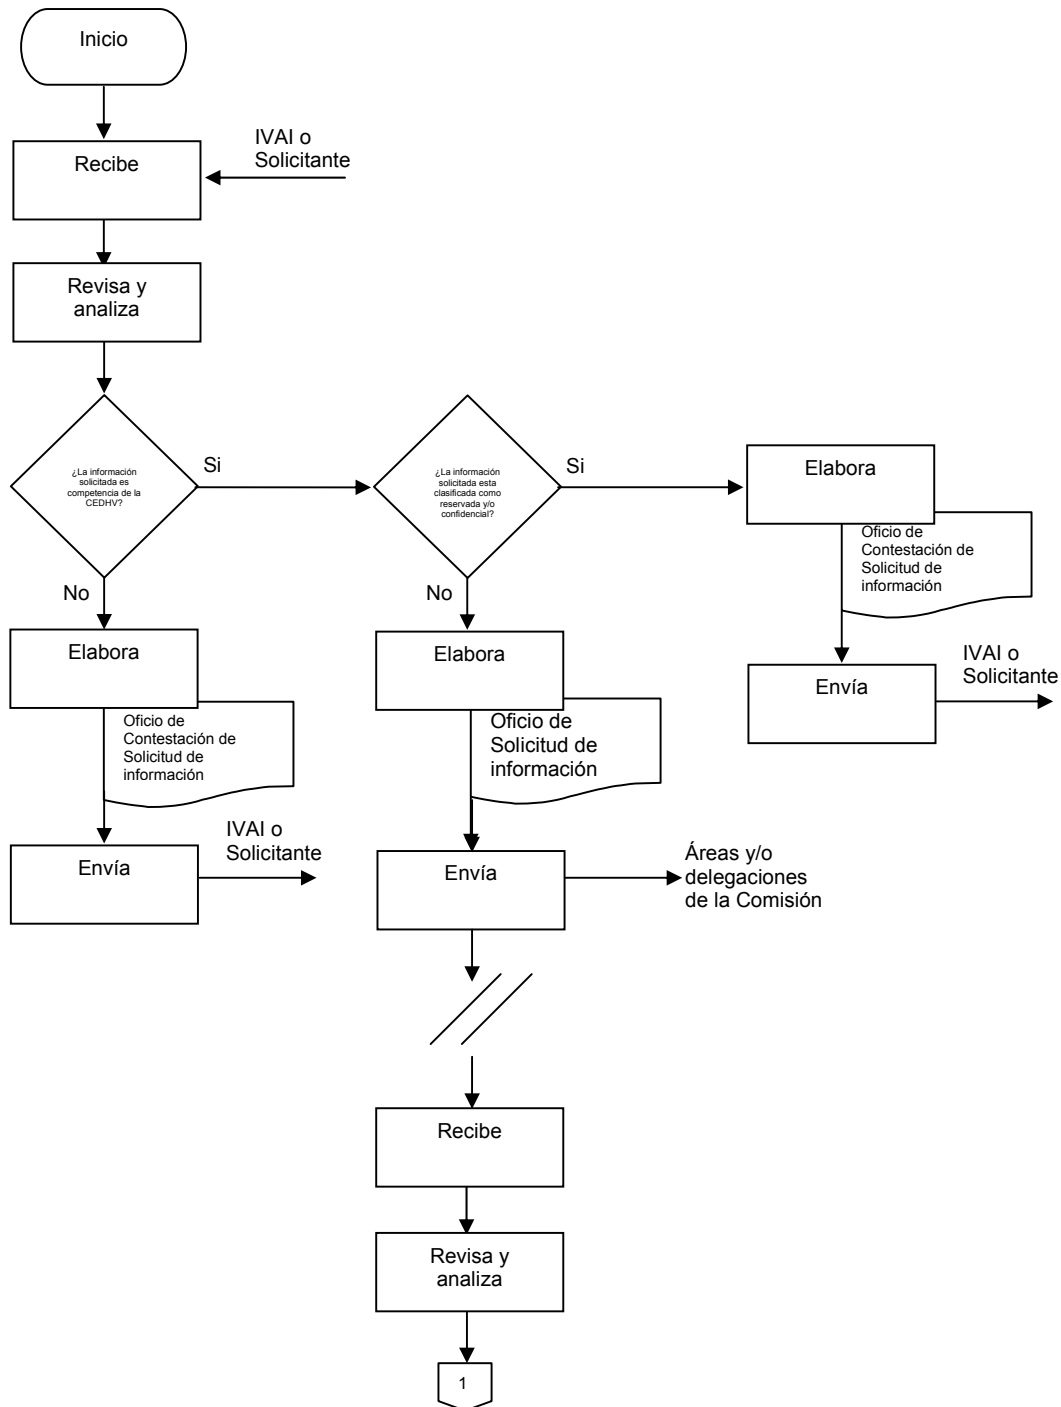 Inicio
IVAI o
Solicitante
Recibe
Revisa y
analiza
¿La información
solicitada es
competencia de la
CEDHV?
Si
¿La información
solicitada esta
clasificada como
reservada y/o
confidencial?
Si
Elabora
Oficio de
Contestación de
Solicitud de
información
Envía
IVAI o
Solicitante
No
Elabora
Oficio de
Contestación de
Solicitud de
información
Envía
IVAI o
Solicitante
No
Elabora
Oficio de
Solicitud de
información
Envía
Áreas y/o
delegaciones
de la Comisión
Recibe
Revisa y
analiza
1